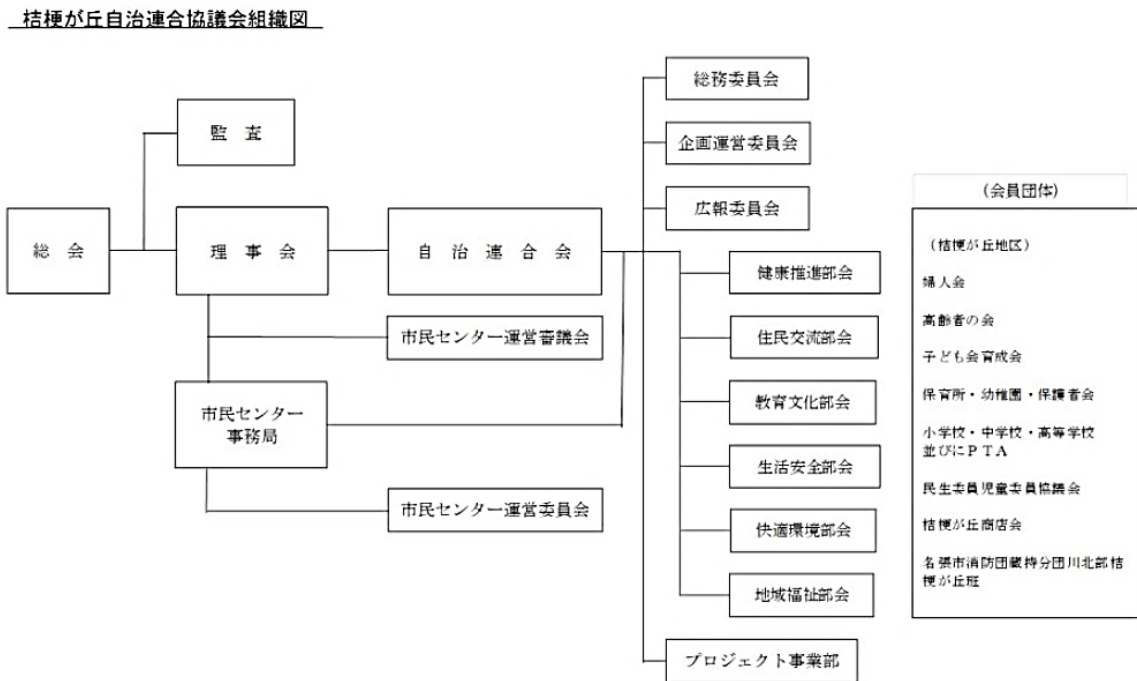 桔梗が丘自治連合協議会組織図
総務委員会
監 査
企画運営委員会
広報委員会
総 会
理 事 会
自 治 連 合 会
健康推進部会
市民センター運営審議会
住民交流部会
市民センター
事務局
教育文化部会
生活安全部会
市民センター運営委員会
快適環境部会
地域福祉部会
プロジェクト事業部
(会員団体)
(桔梗が丘地区)
婦人会
高齢者の会
子ども会育成会
保育所・幼稚園・保護者会
小学校・中学校・高等学校
並びにPTA
民生委員児童委員協議会
桔梗が丘商店会
名張市消防団蔵持分団川北部桔
梗が丘班